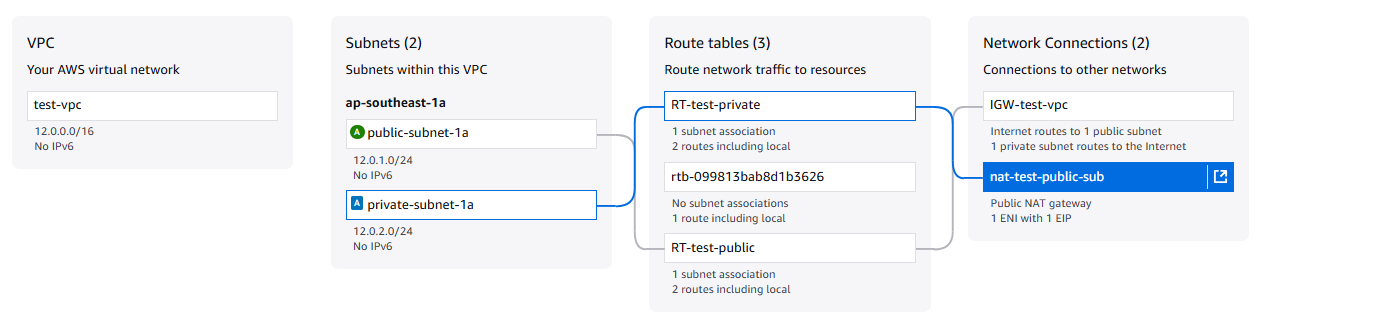 VPC
Your AWS virtual network
test-vpc
12.0.0.0/16
No IPv6
Subnets (2)
Subnets within this VPC
ap-southeast-1a
A public-subnet-1a
12.0.1.0/24
No IPv6
A private-subnet-1a
12.0.2.0/24
No IPv6
Route tables (3)
Route network traffic to resources
RT-test-private
1 subnet association
2 routes including local
rtb-099813bab8d1b3626
No subnet associations
1 route including local
RT-test-public
1 subnet association
2 routes including local
Network Connections (2)
Connections to other networks
IGW-test-vpc
Internet routes to 1 public subnet
1 private subnet routes to the Internet
nat-test-public-sub
Public NAT gateway
1 ENI with 1 EIP